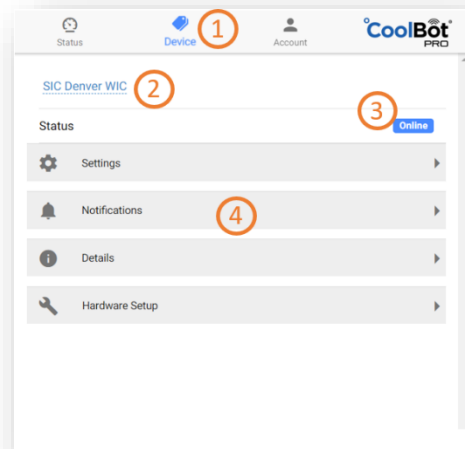 Status
Device
1
Account
°CoolBot
PRO
SIC Denver WIC
2
Status
3
Online
Settings
Notifications
4
Details
Hardware Setup